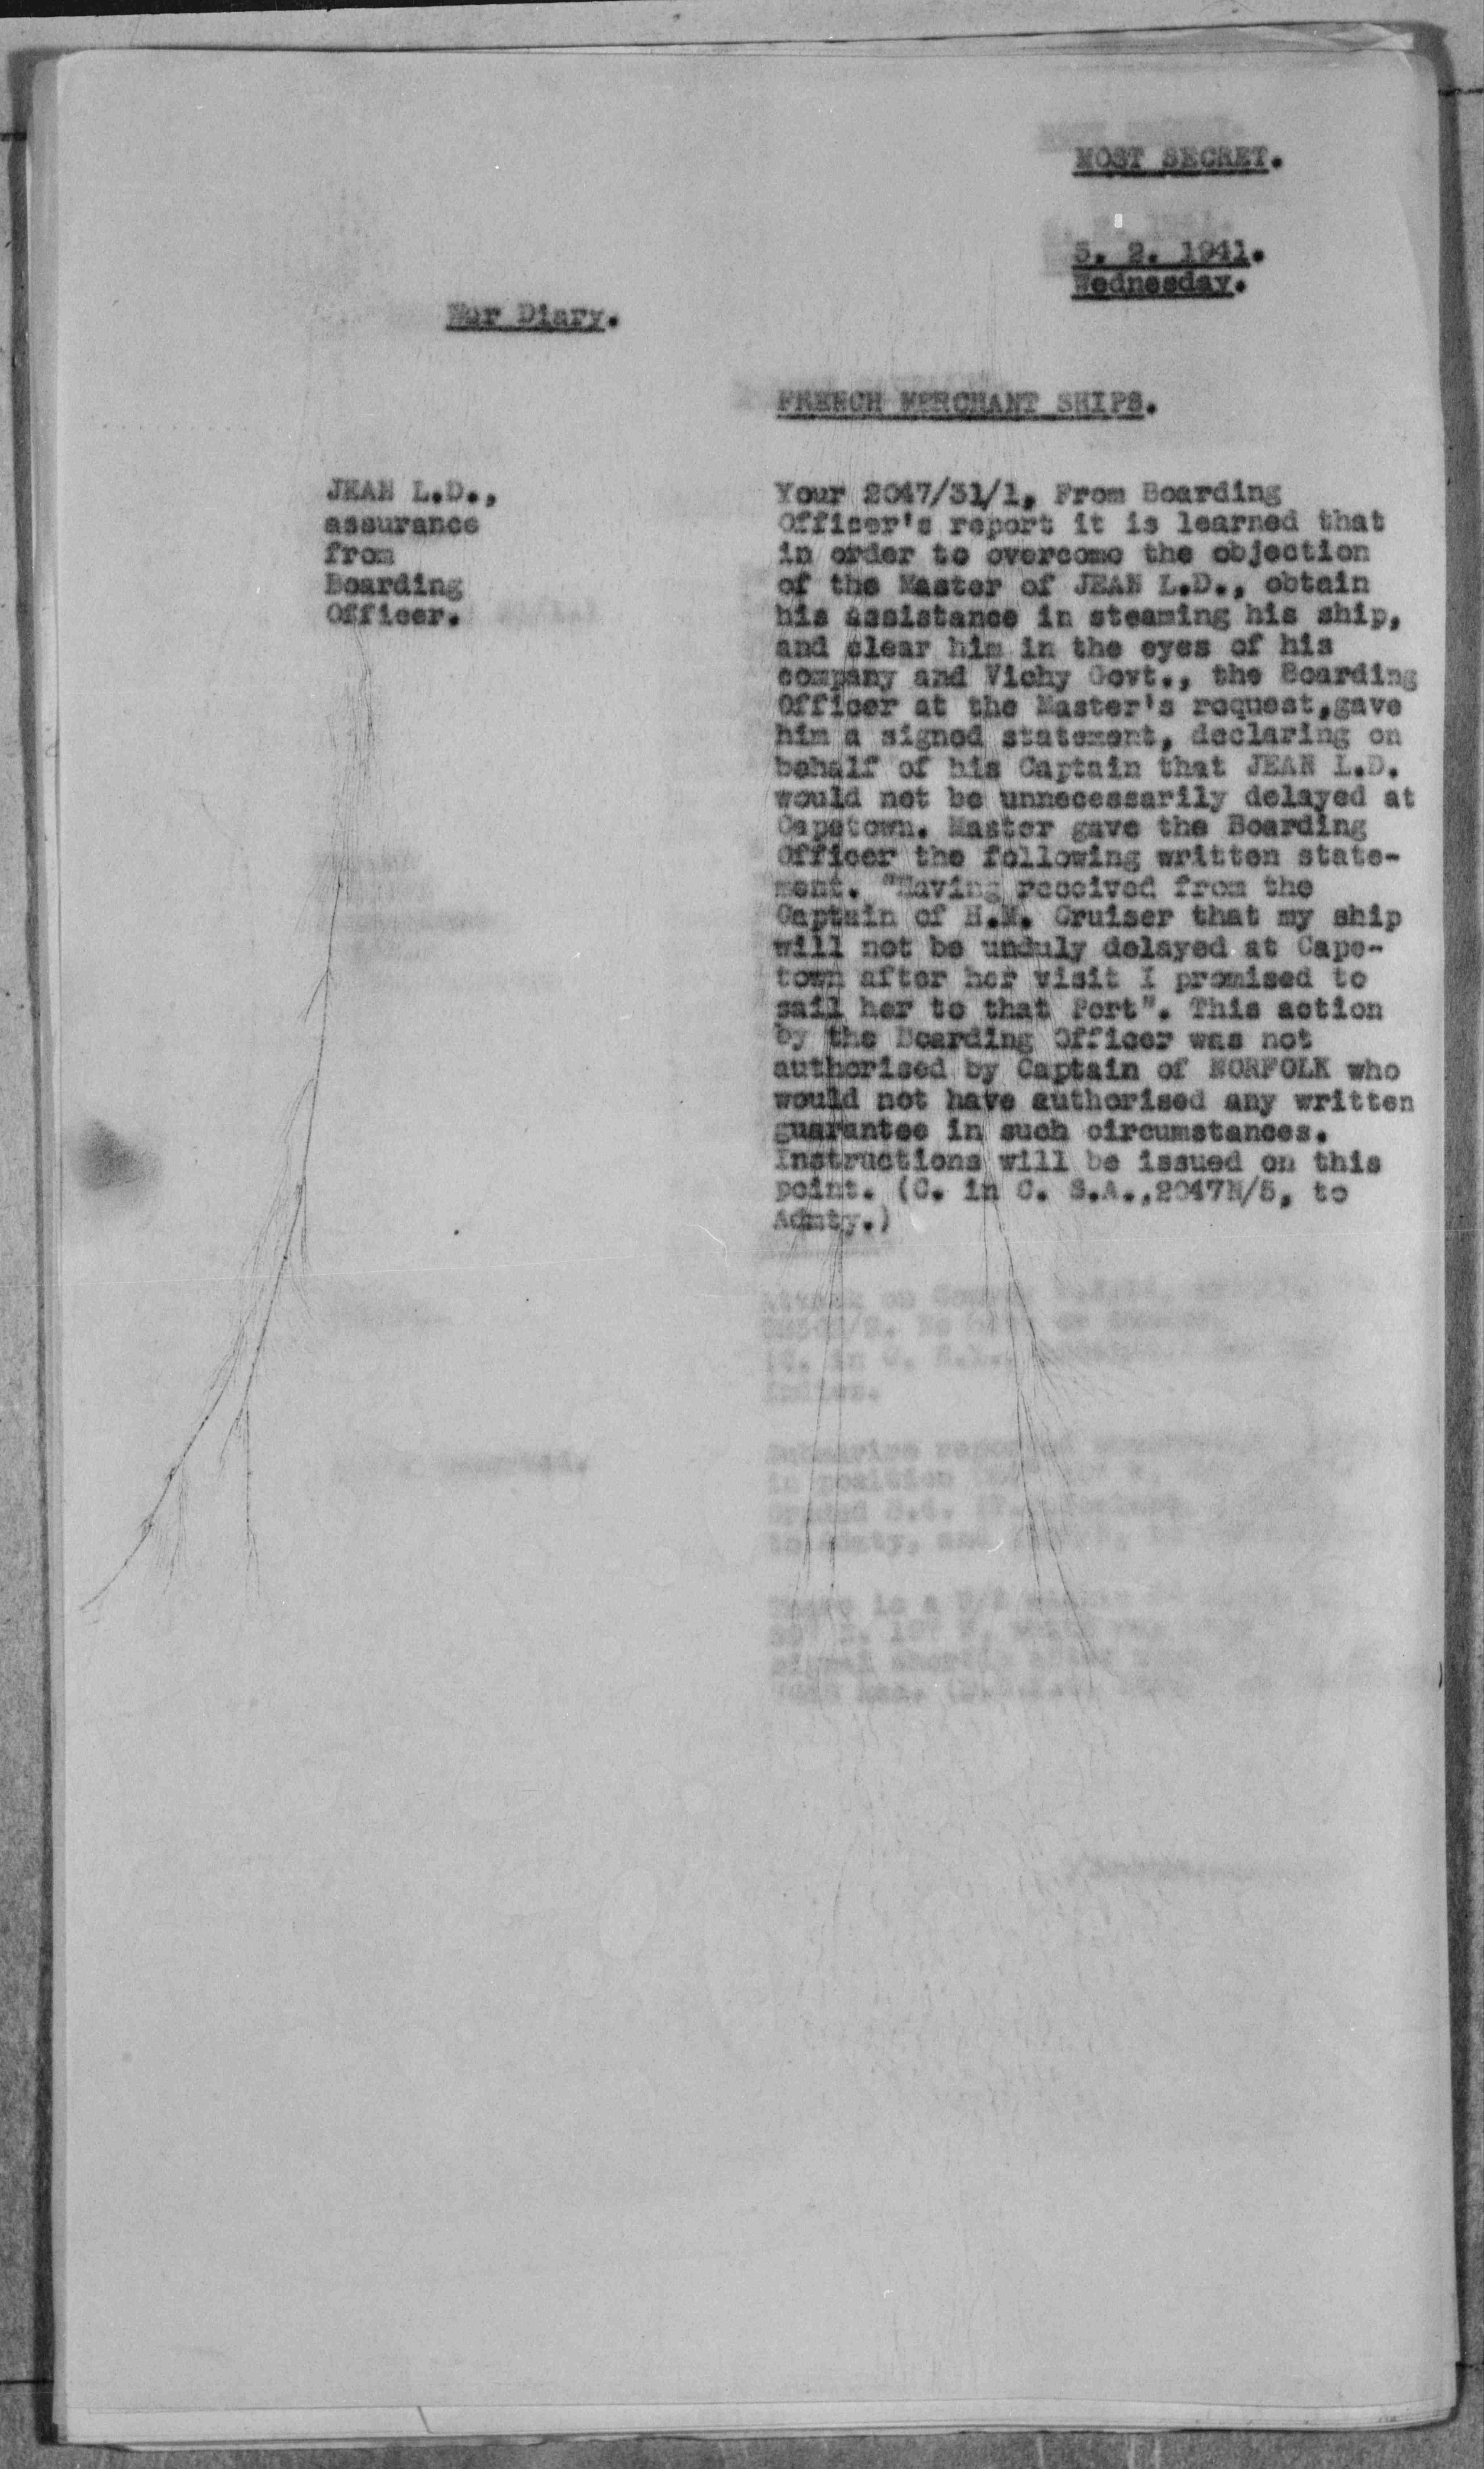 MOST SECRET.
5. 2. 1941.
Wednesday.
War Diary.
FRENCH MERCHANT SHIPS.
JEAN L.D.,
assurance
from
Boarding
Officer.
Your 2047/31/1, From Boarding
Officer's report it is learned that
in order to overcome the objection
of the Master of JEAN L.D., obtain
his assistance in steaming his ship,
and clear him in the eyes of his
company and Vichy Govt., the Boarding
Officer at the Master's request,gave
him a signed statement, declaring on
behalf of his Captain that JEAN L.D.
would not be unnecessarily delayed at
Capetown. Master gave the Boarding
Officer the following written state-
ment. "Having received from the
Captain of H.M. Cruiser that my ship
will not be unduly delayed at Cape-
town after her visit I promised to
sail her to that Port". This action
by the Boarding Officer was not
authorised by Captain of NORFOLK who
would not have authorised any written
guarantee in such circumstances.
Instructions will be issued on this
point. (C. in C. S.A.,2047N/5, to
Admty.)